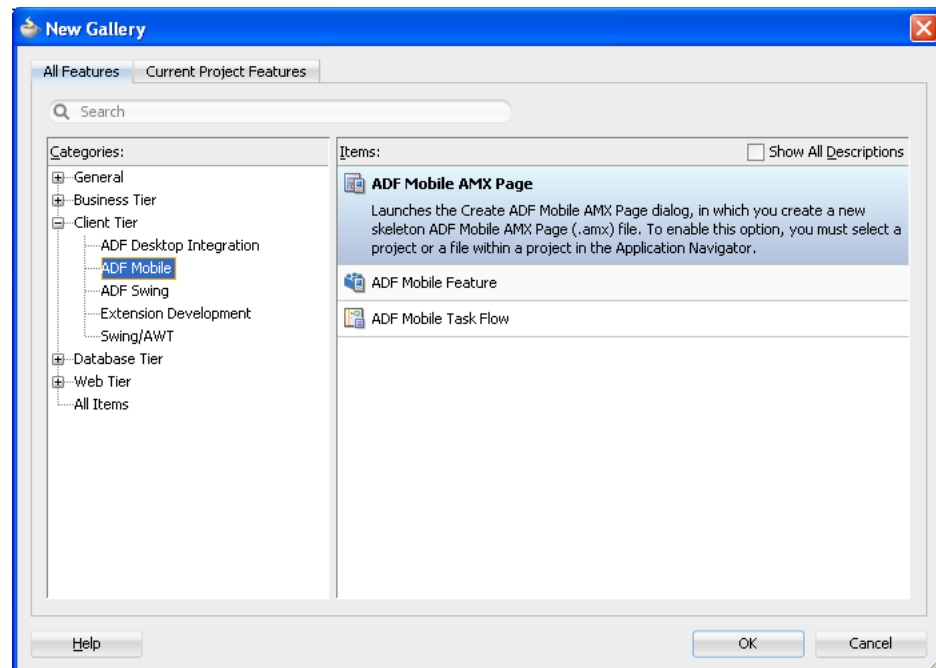 New Gallery
All Features
Current Project Features
Search
Categories:
General
Business Tier
Client Tier
ADF Desktop Integration
ADF Mobile
ADF Swing
Extension Development
Swing/AWT
Database Tier
Web Tier
All Items
Items:
Show All Descriptions
ADF Mobile AMX Page
Launches the Create ADF Mobile AMX Page dialog, in which you create a new
skeleton ADF Mobile AMX Page (.amx) file. To enable this option, you must select a
project or a file within a project in the Application Navigator.
ADF Mobile Feature
ADF Mobile Task Flow
Help
OK
Cancel